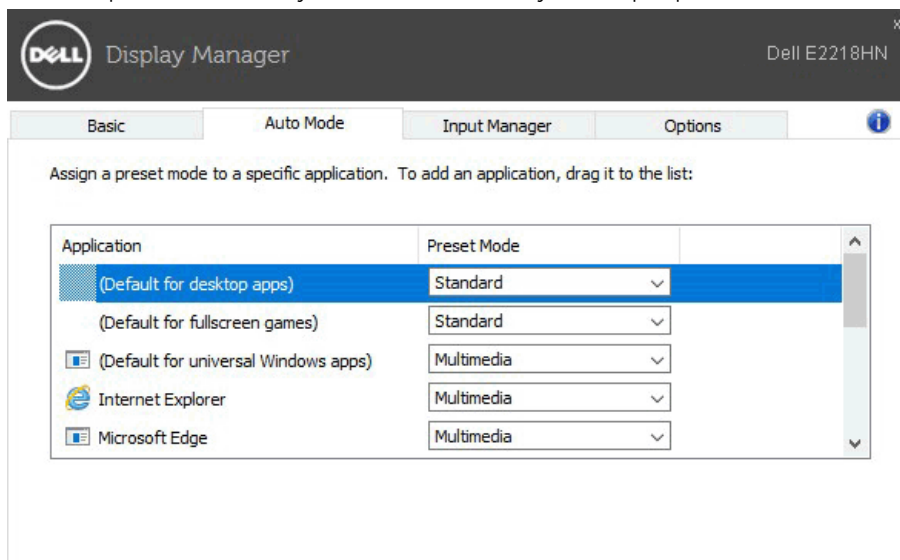 DELL Display Manager
x
Dell E2218HN
Basic Auto Mode Input Manager Options
Assign a preset mode to a specific application. To add an application, drag it to the list:
Application Preset Mode
(Default for desktop apps) Standard
(Default for fullscreen games) Standard
(Default for universal Windows apps) Multimedia
Internet Explorer Multimedia
Microsoft Edge Multimedia